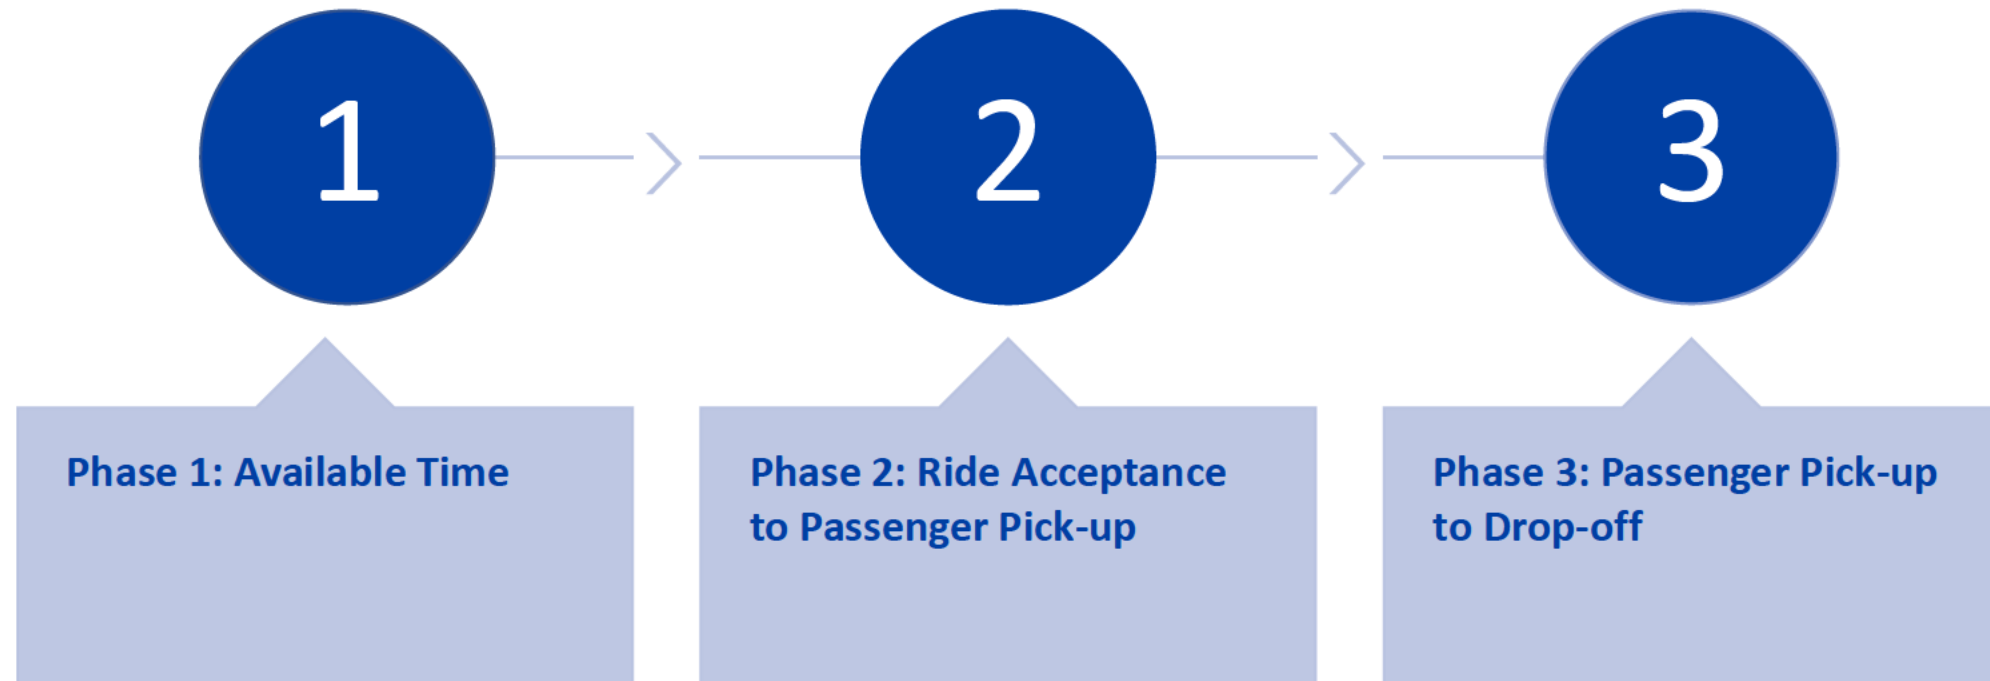 1
2
3
Phase 1: Available Time
Phase 2: Ride Acceptance
to Passenger Pick-up
Phase 3: Passenger Pick-up
to Drop-off